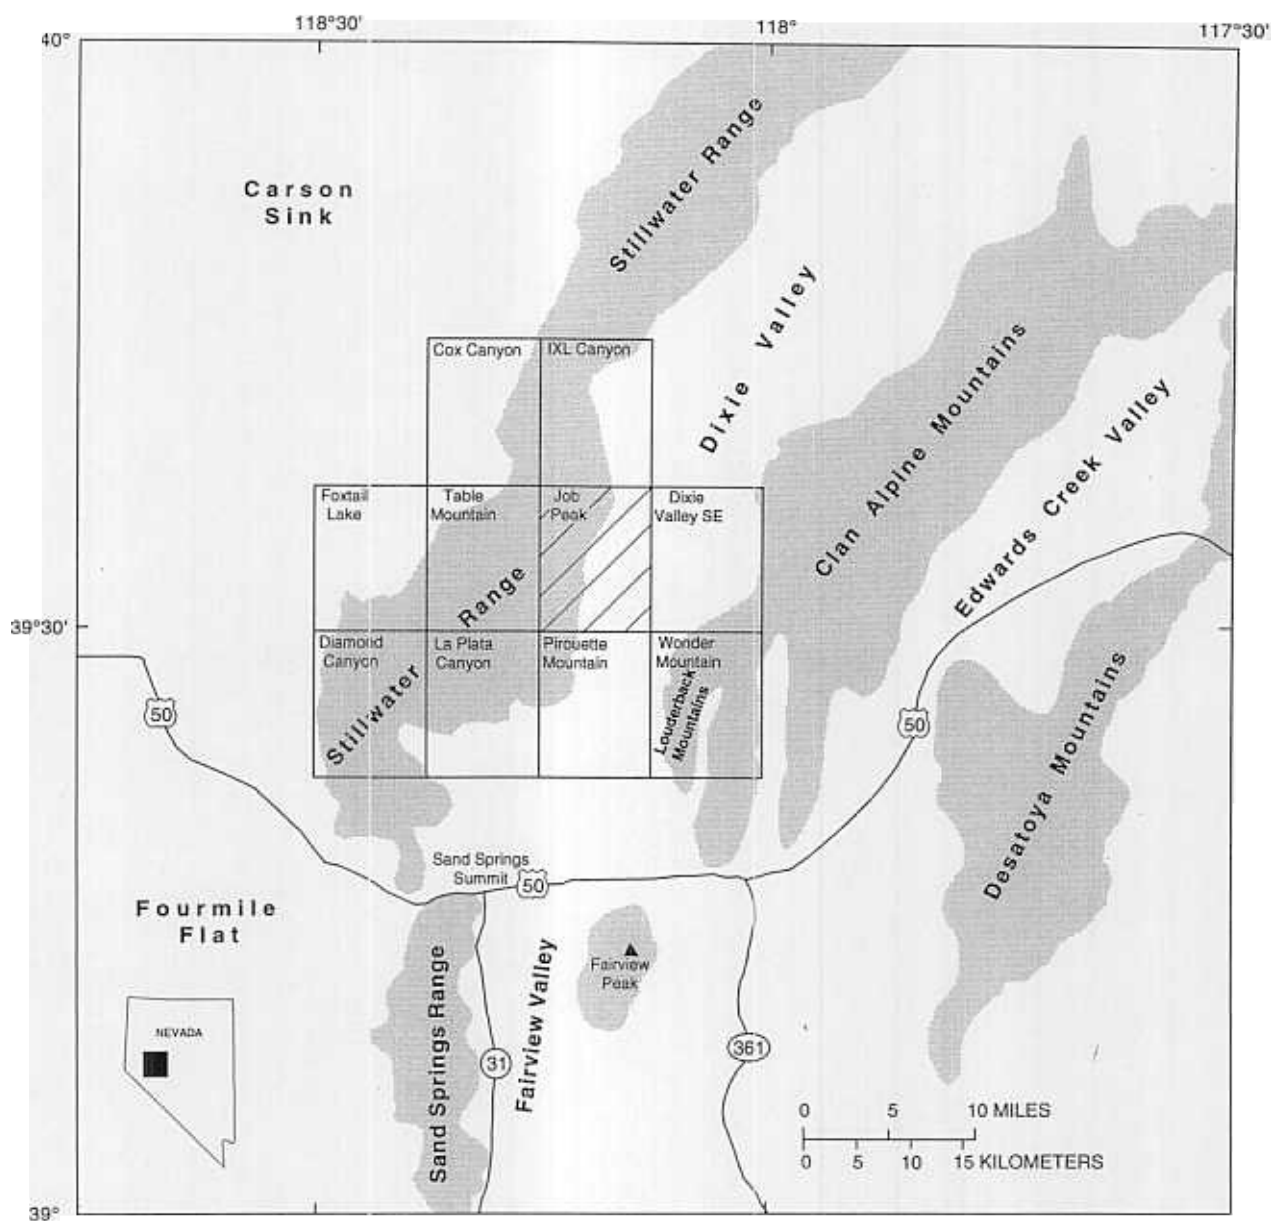 118°30'
118°
117°30'
40°
Carson
Sink
Stillwater Range
Dixie Valley
Clan Alpine Mountains
Edwards Creek Valley
Cox Canyon
IXL Canyon
Foxtail
Lake
Table
Mountain
Job
Peak
Dixie
Valley SE
39°30'
Diamond
Canyon
La Plata
Canyon
Pirouette
Mountain
Wonder
Mountain
Stillwater Range
Louderback
Mountains
50
50
Desatoya Mountains
Sand Springs
Summit
50
Fourmile
Flat
Fairview
Peak
NEVADA
Sand Springs Range
31
Fairview Valley
361
0 5 10 MILES
0 5 10 15 KILOMETERS
39°